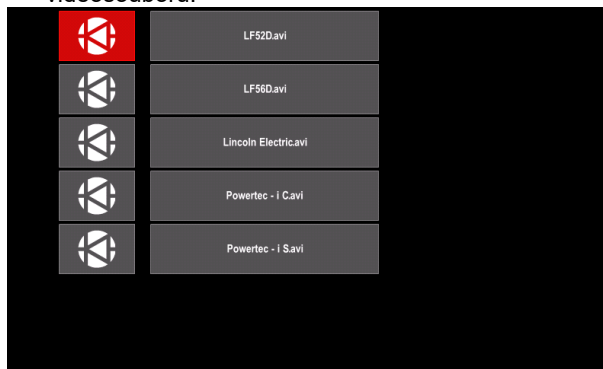 LF52D.avi
LF56D.avi
Lincoln Electric.avi
Powertec - i C.avi
Powertec - i S.avi